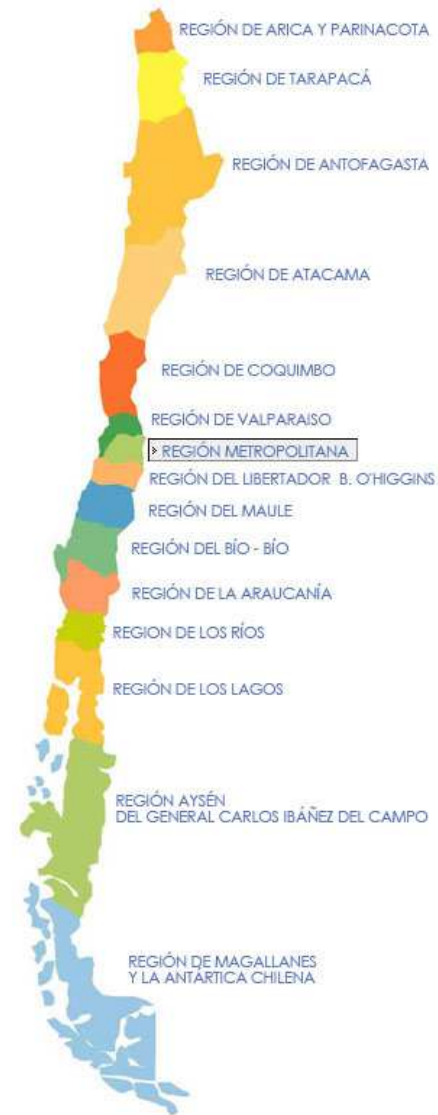 REGIÓN DE ARICA Y PARINACOTA
REGIÓN DE TARAPACÁ
REGIÓN DE ANTOFAGASTA
REGIÓN DE ATACAMA
REGIÓN DE COQUIMBO
REGIÓN DE VALPARAISO
REGIÓN METROPOLITANA
REGIÓN DEL LIBERTADOR B. O'HIGGINS
REGIÓN DEL MAULE
REGIÓN DEL BÍO - BÍO
REGIÓN DE LA ARAUCANÍA
REGION DE LOS RÍOS
REGIÓN DE LOS LAGOS
REGIÓN AYSÉN
DEL GENERAL CARLOS IBÁÑEZ DEL CAMPO
REGIÓN DE MAGALLANES
Y LA ANTÁRTICA CHILENA